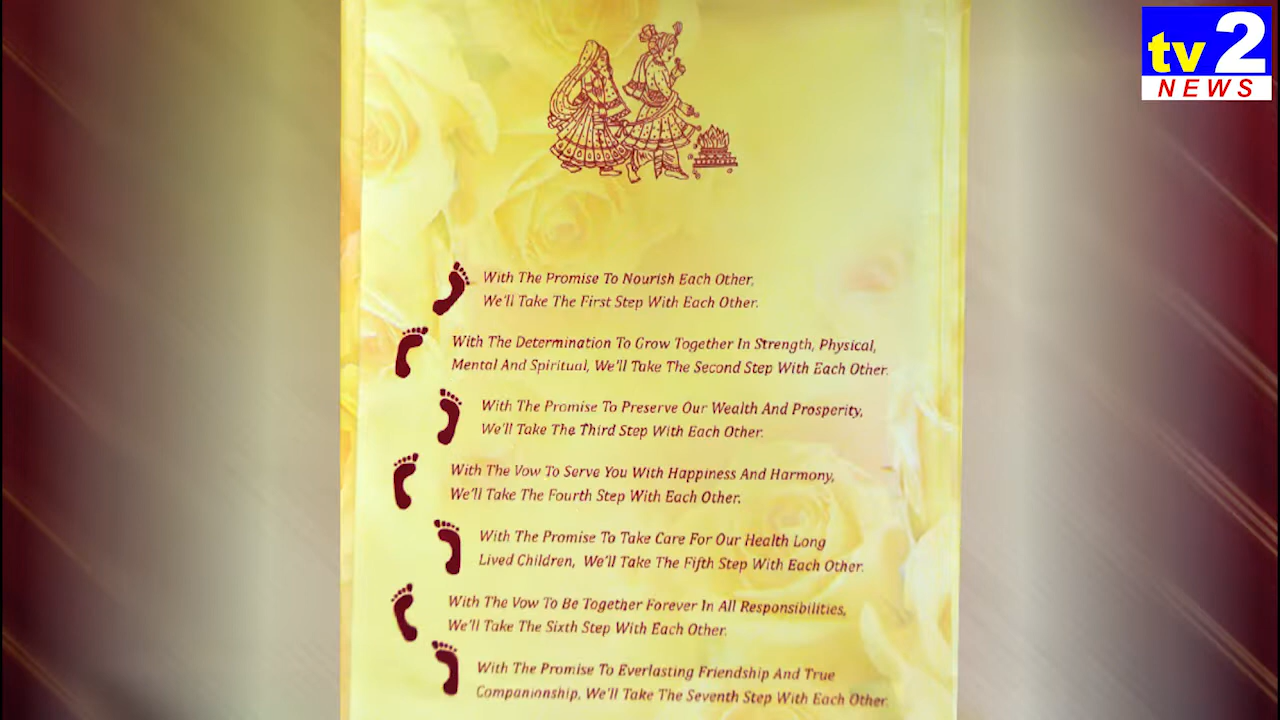 tv2
NEWS
With The Promise To Nourish Each Other,
We'll Take The First Step With Each Other.
With The Determination To Grow Together In Strength, Physical,
Mental And Spiritual, We'll Take The Second Step With Each Other.
With The Promise To Preserve Our Wealth And Prosperity,
We'll Take The Third Step With Each Other.
With The Vow To Serve You With Happiness And Harmony,
We'll Take The Fourth Step With Each Other.
With The Promise To Take Care For Our Health Long
Lived Children, We'll Take The Fifth Step With Each Other.
With The Vow To Be Together Forever In All Responsibilities,
We'll Take The Sixth Step With Each Other.
With The Promise To Everlasting Friendship And True
Companionship, We'll Take The Seventh Step With Each Other.